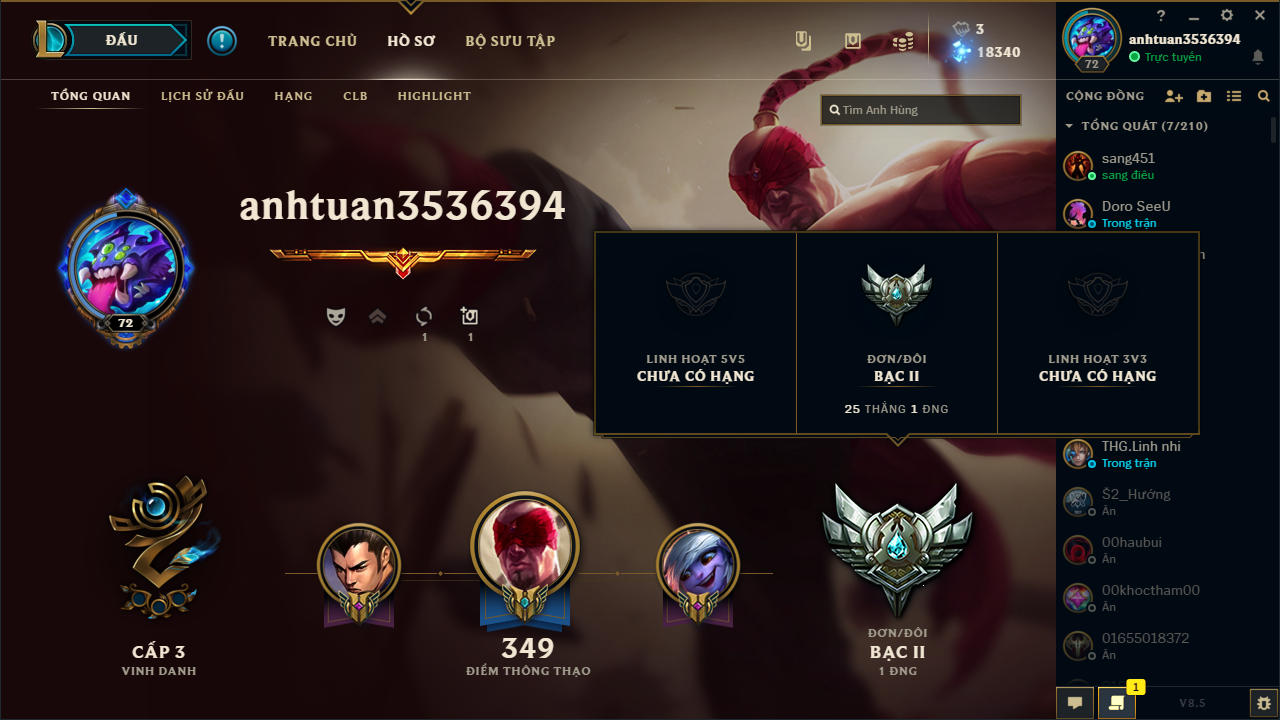 ĐẤU
!
TRANG CHỦ
HỒ SƠ
BỘ SƯU TẬP
3
18340
?
anhtuan3536394
Trực tuyến
72
TỔNG QUAN
LỊCH SỬ ĐẤU
HẠNG
CLB
HIGHLIGHT
Tìm Anh Hùng
CỘNG ĐỒNG
TỔNG QUÁT (7/210)
sang451
sang điêu
Doro SeeU
Trong trận
anhtuan3536394
72
1
1
LINH HOẠT 5V5
CHƯA CÓ HẠNG
ĐƠN/ĐÔI
BẠC II
25 THẮNG 1 ĐNG
LINH HOẠT 3V3
CHƯA CÓ HẠNG
THG.Linh nhi
Trong trận
Š2_Hướng
Ẩn
00haubui
Ẩn
00khoctham00
Ẩn
01655018372
Ẩn
CẤP 3
VINH DANH
349
ĐIỂM THÔNG THẠO
ĐƠN/ĐÔI
BẠC II
1 ĐNG
1
V8.5